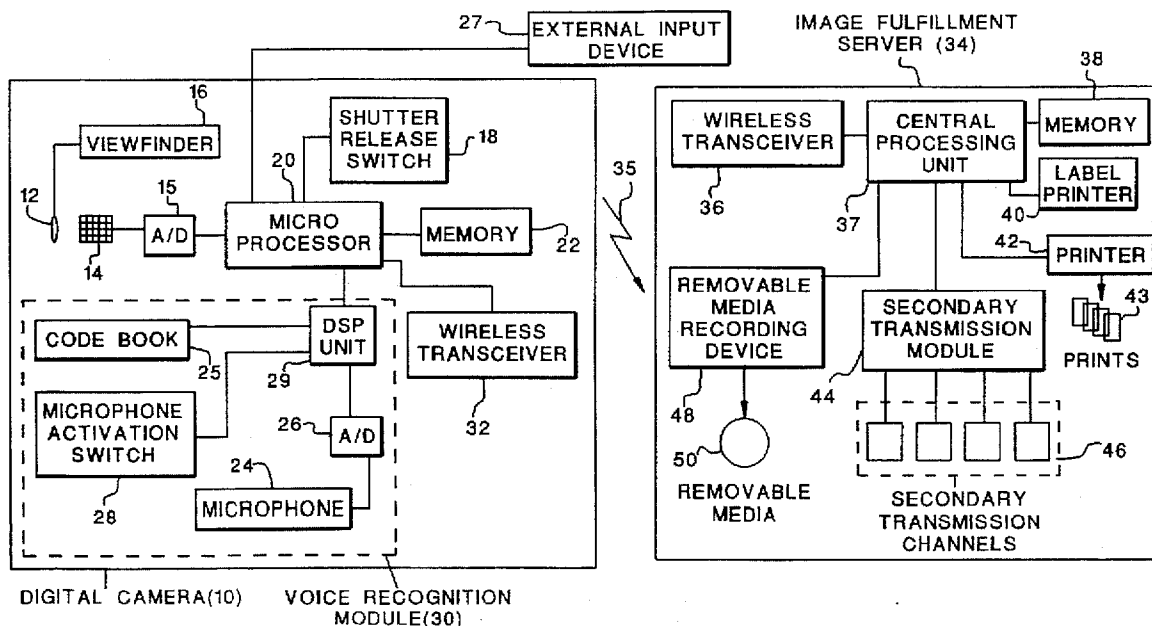 27
EXTERNAL INPUT
DEVICE
IMAGE FULFILLMENT
SERVER (34)
16
VIEWFINDER
SHUTTER
RELEASE
SWITCH
18
12
14
15
A/D
20
MICRO
PROCESSOR
MEMORY
22
CODE BOOK
25
DSP
UNIT
29
WIRELESS
TRANSCEIVER
32
MICROPHONE
ACTIVATION
SWITCH
28
26
A/D
24
MICROPHONE
DIGITAL CAMERA(10)
VOICE RECOGNITION
MODULE(30)
35
WIRELESS
TRANSCEIVER
36
CENTRAL
PROCESSING
UNIT
37
38
MEMORY
LABEL
PRINTER
40
42
PRINTER
43
PRINTS
REMOVABLE
MEDIA
RECORDING
DEVICE
48
SECONDARY
TRANSMISSION
MODULE
44
50
REMOVABLE
MEDIA
46
SECONDARY
TRANSMISSION
CHANNELS